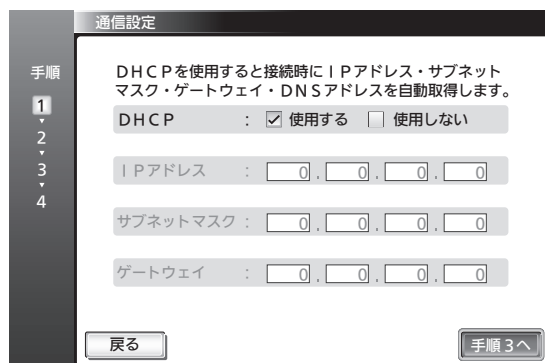 通信設定
手順
1
2
3
4
DHCPを使用すると接続時にIPアドレス・サブネット
マスク・ゲートウェイ・DNSアドレスを自動取得します。
DHCP : 使用する 使用しない
IPアドレス : 0 . 0 . 0 . 0
サブネットマスク : 0 . 0 . 0 . 0
ゲートウェイ : 0 . 0 . 0 . 0
戻る 手順3へ